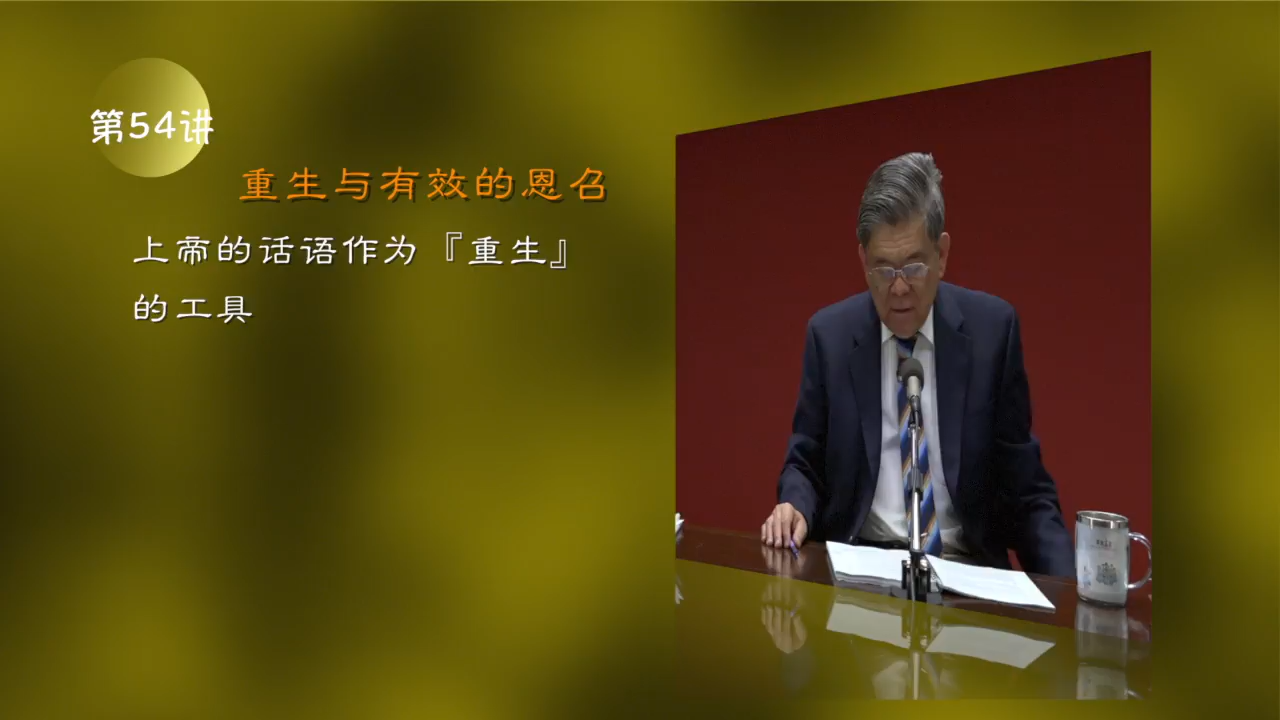 第54讲
重生与有效的恩召
上帝的话语作为『重生』
的工具